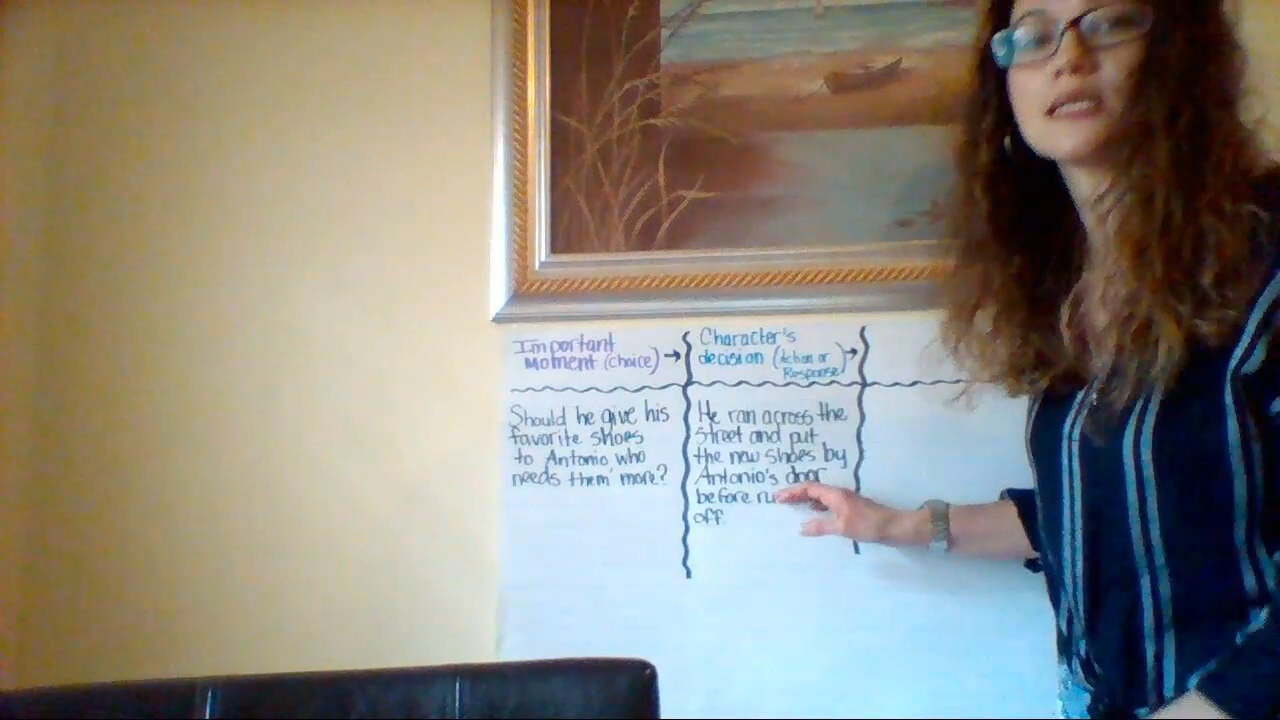 Important
Moment (choice) →
Character's
decision (Action or
Response) →
Should he give his
favorite shoes
to Antonio, who
needs them more?
He ran across the
street and put
the new shoes by
Antonio's door
before
off.